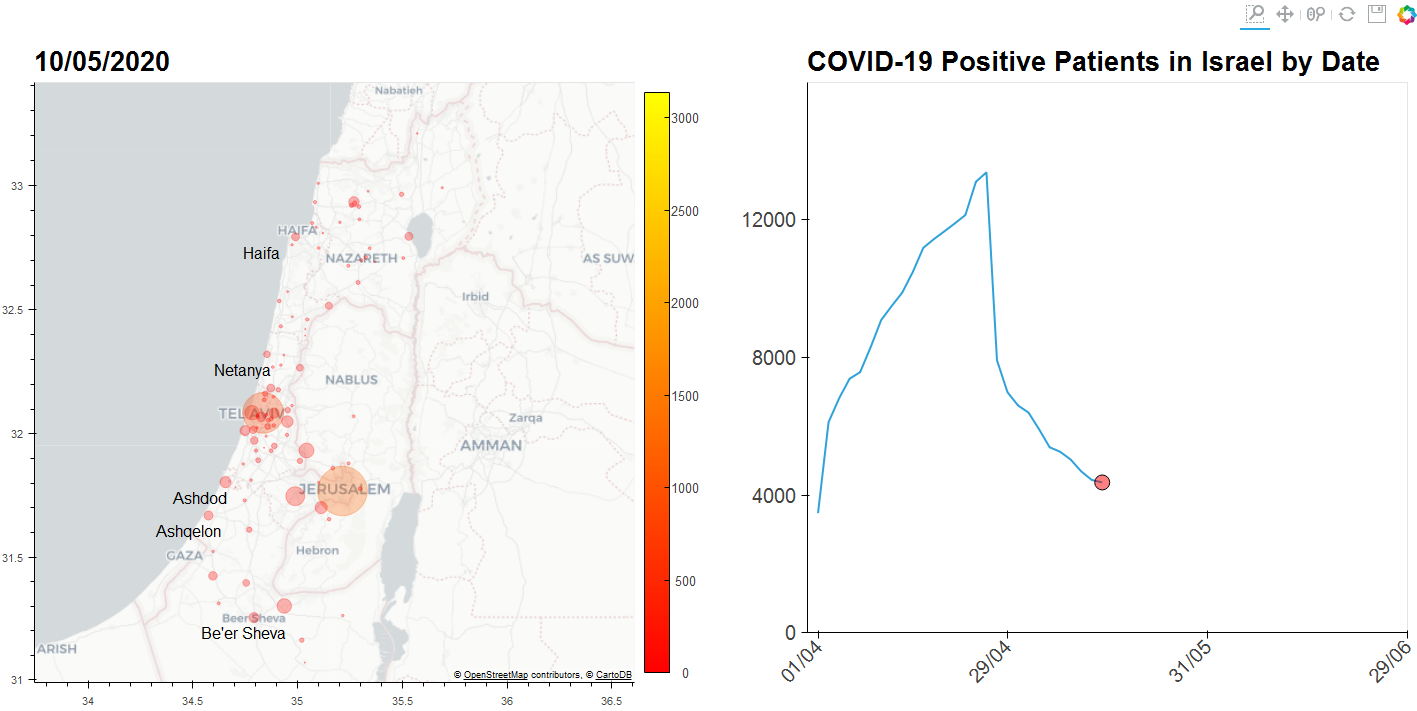 10/05/2020
COVID-19 Positive Patients in Israel by Date
Nabatieh
HAIFA
Haifa
NAZARETH
AS SUW
Irbid
Netanya
NABLUS
TEL AVIV
Zarqa
AMMAN
JERUSALEM
Ashdod
Ashqelon
GAZA
Hebron
Beer Sheva
Be'er Sheva
ARISH
© OpenStreetMap contributors, © CartoDB
33
32.5
32
31.5
31
34
34.5
35
35.5
36
36.5
3000
2500
2000
1500
1000
500
0
12000
8000
4000
0
01/04
29/04
31/05
29/06